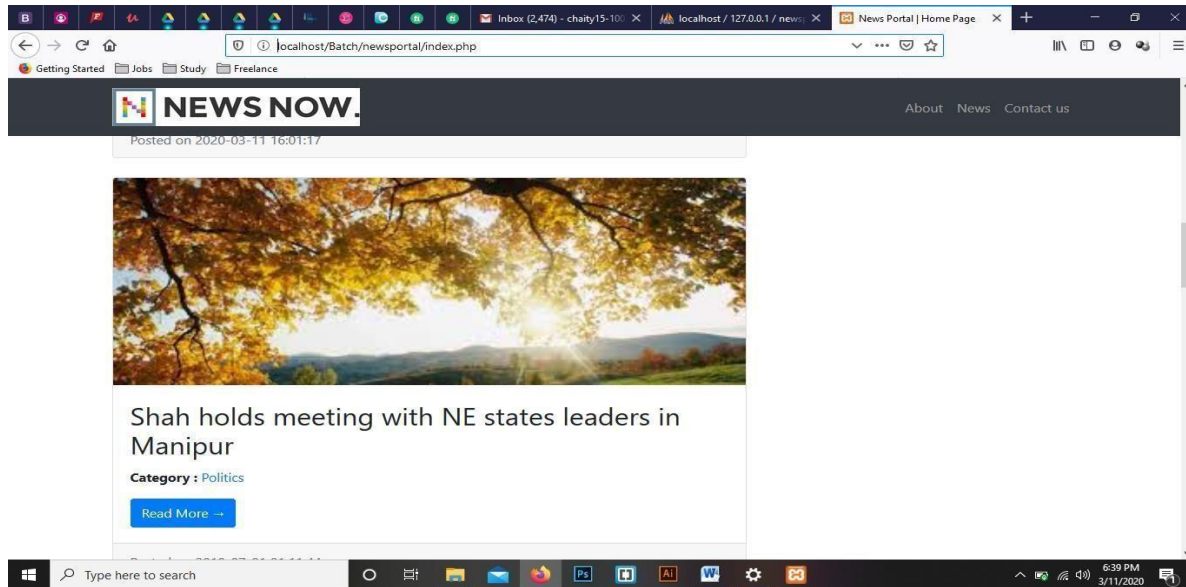 Inbox (2,474) - chaity15-100
localhost / 127.0.0.1 / news
News Portal | Home Page
localhost/Batch/newsportal/index.php
Getting Started Jobs Study Freelance
N NEWS NOW.
About News Contact us
Posted on 2020-03-11 16:01:17
Shah holds meeting with NE states leaders in
Manipur
Category : Politics
Read More →
Type here to search
6:39 PM
3/11/2020